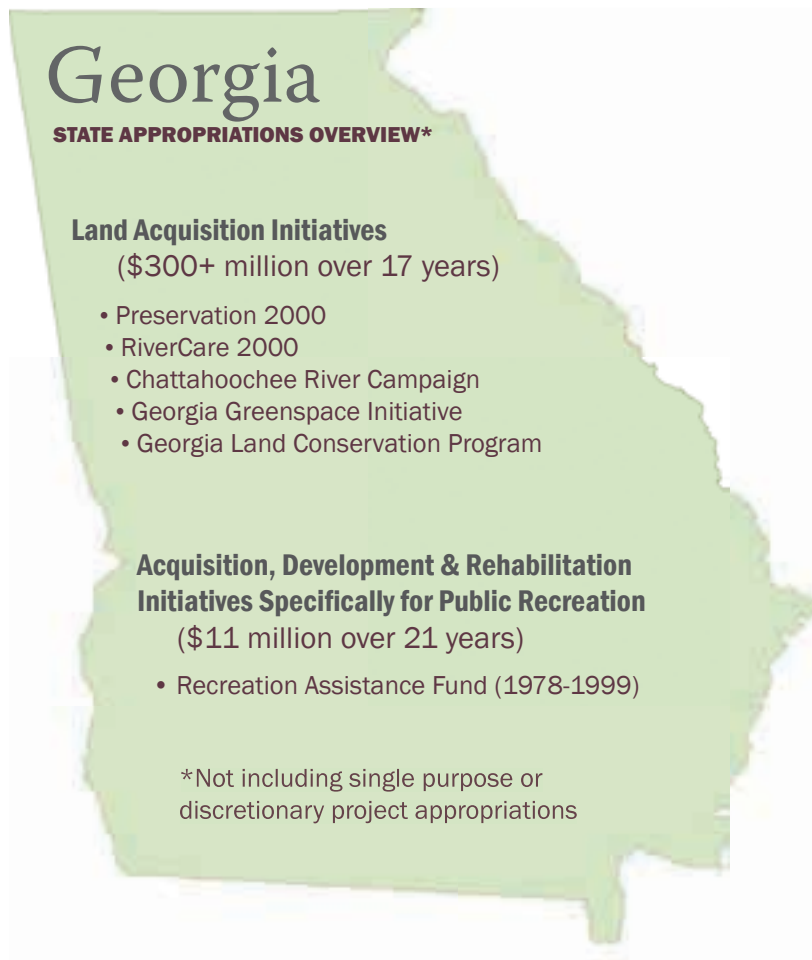 Georgia
STATE APPROPRIATIONS OVERVIEW*
Land Acquisition Initiatives
($300+ million over 17 years)
• Preservation 2000
• RiverCare 2000
• Chattahoochee River Campaign
• Georgia Greenspace Initiative
• Georgia Land Conservation Program
Acquisition, Development & Rehabilitation
Initiatives Specifically for Public Recreation
($11 million over 21 years)
• Recreation Assistance Fund (1978-1999)
*Not including single purpose or
discretionary project appropriations